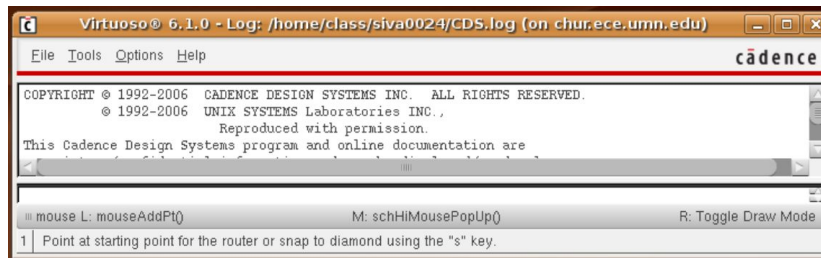 Virtuoso® 6.1.0 - Log: /home/class/siva0024/CDS.log (on chur.ece.umn.edu)
File Tools Options Help
cādence
COPYRIGHT © 1992-2006 CADENCE DESIGN SYSTEMS INC. ALL RIGHTS RESERVED.
© 1992-2006 UNIX SYSTEMS Laboratories INC.,
Reproduced with permission.
This Cadence Design Systems program and online documentation are
mouse L: mouseAddPt() M: schHiMousePopUp() R: Toggle Draw Mode
1 Point at starting point for the router or snap to diamond using the "s" key.